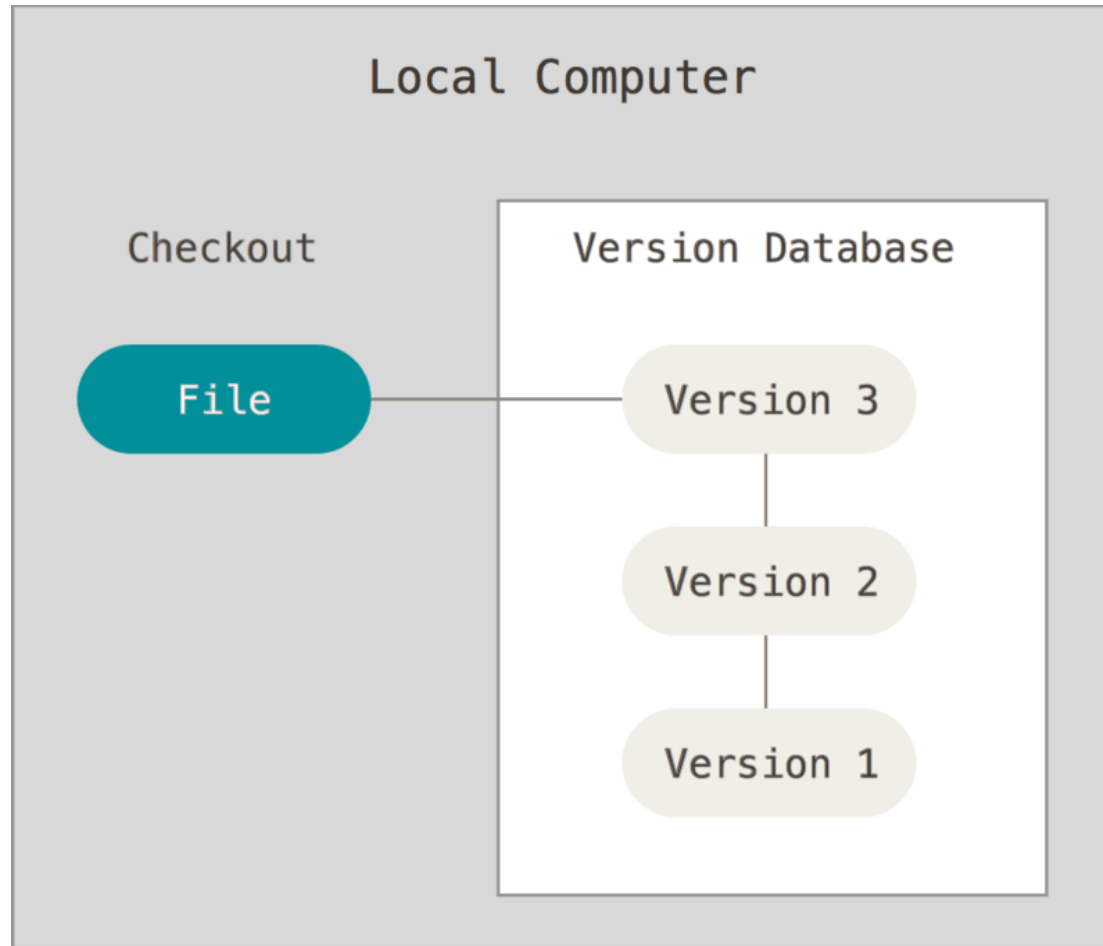 Local Computer
Checkout
Version Database
File
Version 3
Version 2
Version 1